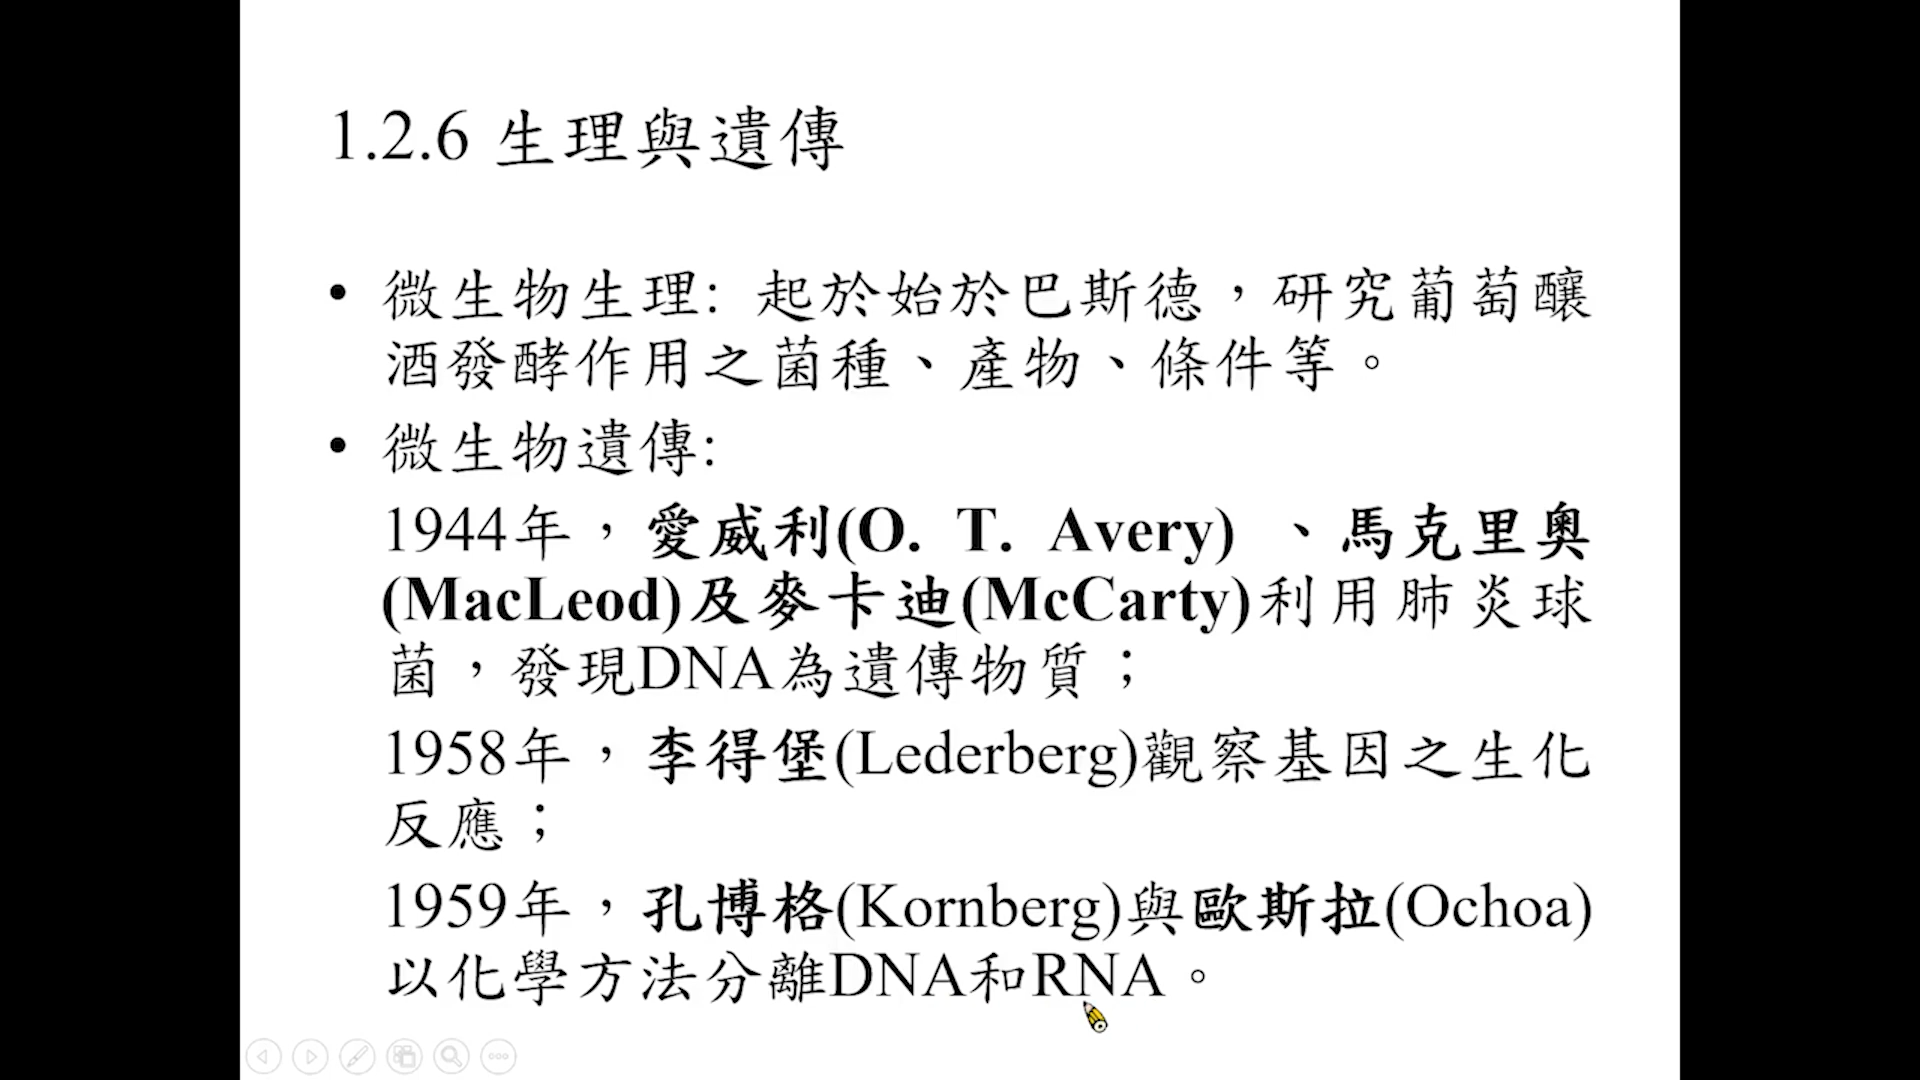 1.2.6 生理與遺傳
• 微生物生理: 起於始於巴斯德，研究葡萄釀
酒發酵作用之菌種、產物、條件等。
• 微生物遺傳:
1944年，愛威利(O. T. Avery) 、馬克里奧
(MacLeod)及麥卡迪(McCarty)利用肺炎球
菌，發現DNA為遺傳物質；
1958年，李得堡(Lederberg)觀察基因之生化
反應；
1959年，孔博格(Kornberg)與歐斯拉(Ochoa)
以化學方法分離DNA和RNA。